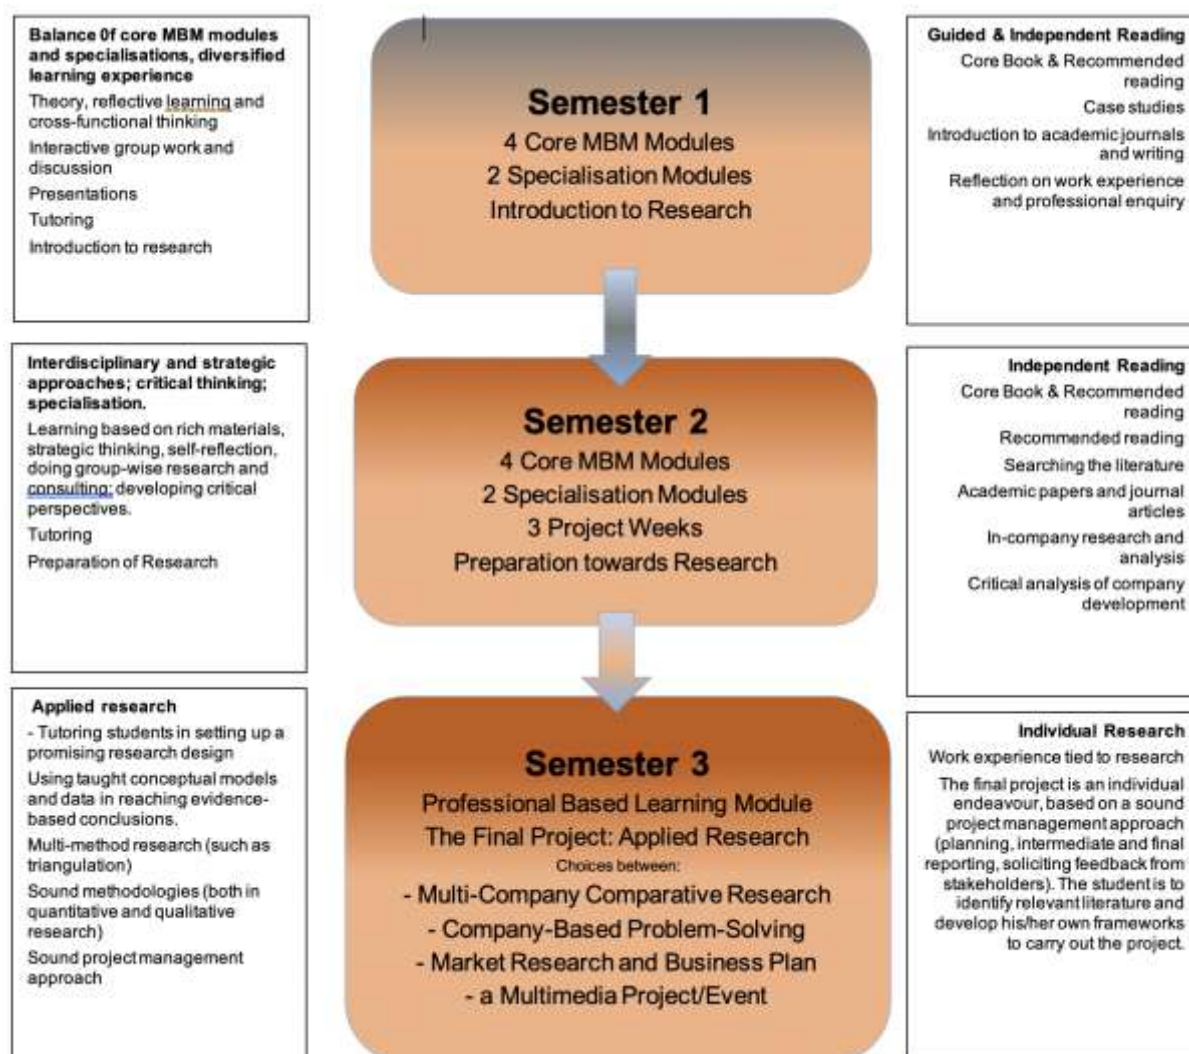 Balance 0f core MBM modules
and specialisations, diversified
learning experience
Theory, reflective learning and
cross-functional thinking
Interactive group work and
discussion
Presentations
Tutoring
Introduction to research
Semester 1
4 Core MBM Modules
2 Specialisation Modules
Introduction to Research
Guided & Independent Reading
Core Book & Recommended
reading
Case studies
Introduction to academic journals
and writing
Reflection on work experience
and professional enquiry
Interdisciplinary and strategic
approaches; critical thinking;
specialisation.
Learning based on rich materials,
strategic thinking, self-reflection,
doing group-wise research and
consulting; developing critical
perspectives.
Tutoring
Preparation of Research
Semester 2
4 Core MBM Modules
2 Specialisation Modules
3 Project Weeks
Preparation towards Research
Independent Reading
Core Book & Recommended
reading
Recommended reading
Searching the literature
Academic papers and journal
articles
In-company research and
analysis
Critical analysis of company
development
Applied research
- Tutoring students in setting up a
promising research design
Using taught conceptual models
and data in reaching evidence-
based conclusions.
Multi-method research (such as
triangulation)
Sound methodologies (both in
quantitative and qualitative
research)
Sound project management
approach
Semester 3
Professional Based Learning Module
The Final Project: Applied Research
Choices between:
- Multi-Company Comparative Research
- Company-Based Problem-Solving
- Market Research and Business Plan
- a Multimedia Project/Event
Individual Research
Work experience tied to research
The final project is an individual
endeavour, based on a sound
project management approach
(planning, intermediate and final
reporting, soliciting feedback from
stakeholders). The student is to
identify relevant literature and
develop his/her own frameworks
to carry out the project.